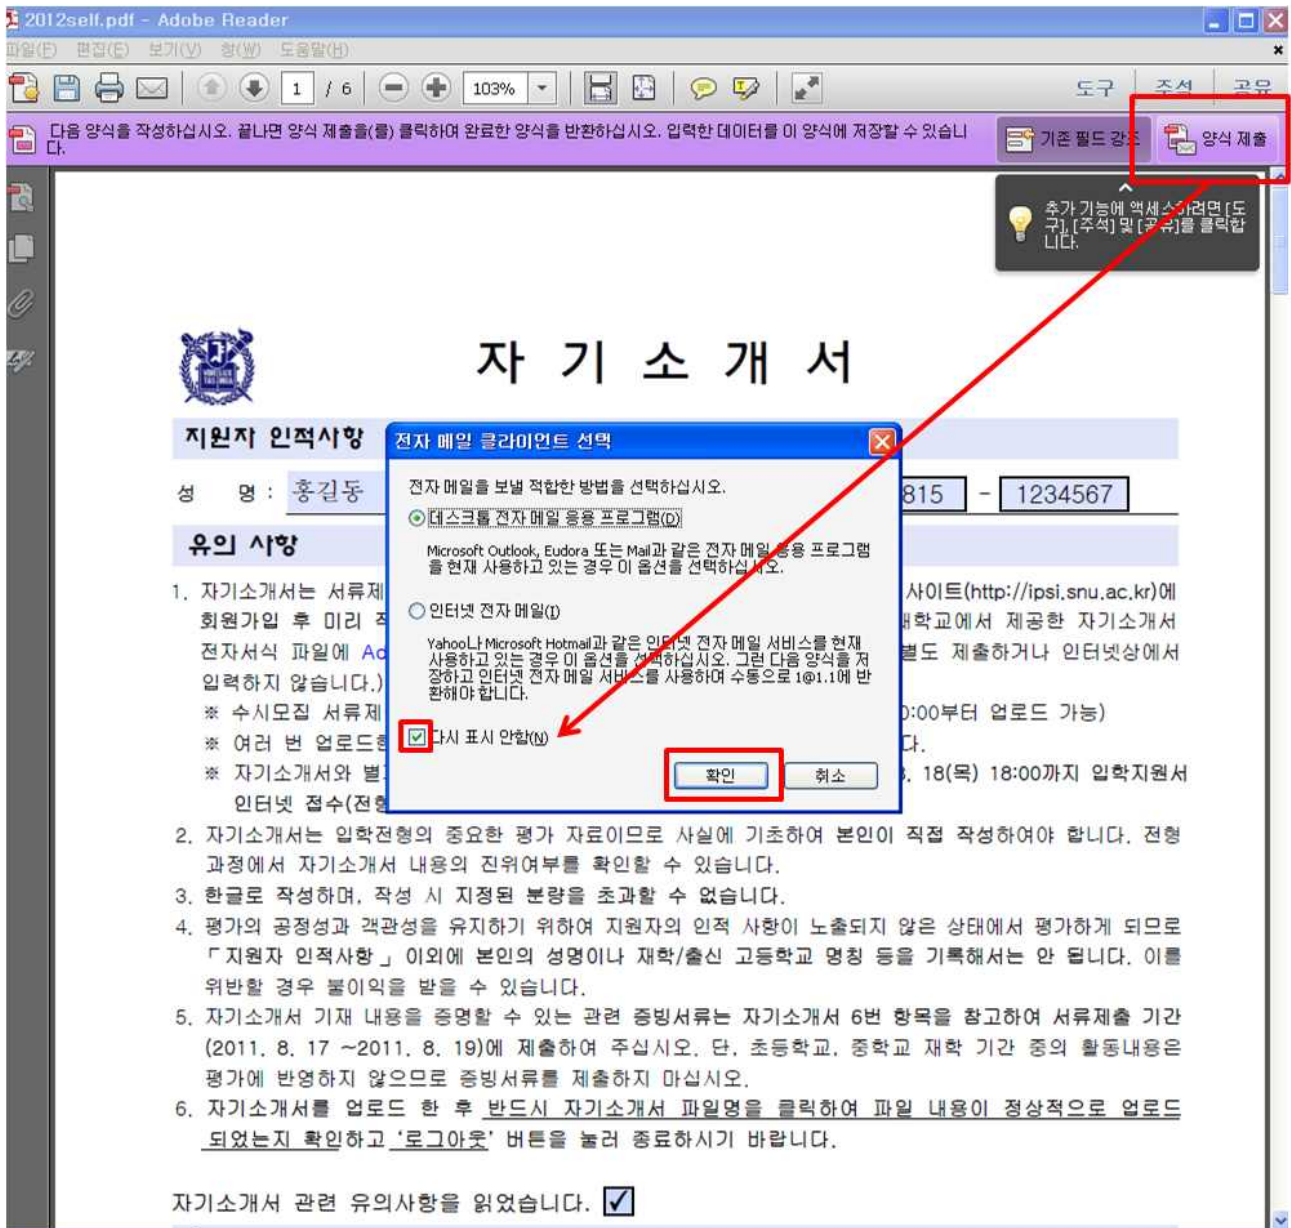 2012self.pdf - Adobe Reader
파일(F) 편집(E) 보기(V) 창(W) 도움말(H)
1 / 6 103% 도구 주석 공유
다음 양식을 작성하십시오. 끝나면 양식 제출을(를) 클릭하여 완료한 양식을 반환하십시오. 입력한 데이터를 이 양식에 저장할 수 있습니
다.
기존 필드 강조 양식 제출
추가 기능에 액세스하려면 [도
구], [주석] 및 [공유]를 클릭합
니다.
자 기 소 개 서
지원자 인적사항
성 명 : 홍길동 815 - 1234567
유의 사항
1. 자기소개서는 서류제 사이트(http://ipsi.snu.ac.kr)에
회원가입 후 미리 작 대학교에서 제공한 자기소개서
전자서식 파일에 Ad 별도 제출하거나 인터넷상에서
입력하지 않습니다.)
※ 수시모집 서류제 0:00부터 업로드 가능)
※ 여러 번 업로드한 다.
※ 자기소개서와 별 8. 18(목) 18:00까지 입학지원서
인터넷 접수(전형
전자 메일 클라이언트 선택
전자 메일을 보낼 적합한 방법을 선택하십시오.
데스크톱 전자 메일 응용 프로그램(D)
Microsoft Outlook, Eudora 또는 Mail과 같은 전자 메일 응용 프로그램
을 현재 사용하고 있는 경우 이 옵션을 선택하십시오.
인터넷 전자 메일(I)
Yahoo나 Microsoft Hotmail과 같은 인터넷 전자 메일 서비스를 현재
사용하고 있는 경우 이 옵션을 선택하십시오. 그런 다음 양식을 저
장하고 인터넷 전자 메일 서비스를 사용하여 수동으로 1@1.1에 반
환해야 합니다.
다시 표시 안함(N)
확인 취소
2. 자기소개서는 입학전형의 중요한 평가 자료이므로 사실에 기초하여 본인이 직접 작성하여야 합니다. 전형
과정에서 자기소개서 내용의 진위여부를 확인할 수 있습니다.
3. 한글로 작성하며, 작성 시 지정된 분량을 초과할 수 없습니다.
4. 평가의 공정성과 객관성을 유지하기 위하여 지원자의 인적 사항이 노출되지 않은 상태에서 평가하게 되므로
「지원자 인적사항」 이외에 본인의 성명이나 재학/출신 고등학교 명칭 등을 기록해서는 안 됩니다. 이를
위반할 경우 불이익을 받을 수 있습니다.
5. 자기소개서 기재 내용을 증명할 수 있는 관련 증빙서류는 자기소개서 6번 항목을 참고하여 서류제출 기간
(2011. 8. 17 ~2011. 8. 19)에 제출하여 주십시오. 단, 초등학교, 중학교 재학 기간 중의 활동내용은
평가에 반영하지 않으므로 증빙서류를 제출하지 마십시오.
6. 자기소개서를 업로드 한 후 반드시 자기소개서 파일명을 클릭하여 파일 내용이 정상적으로 업로드
되었는지 확인하고 '로그아웃' 버튼을 눌러 종료하시기 바랍니다.
자기소개서 관련 유의사항을 읽었습니다.